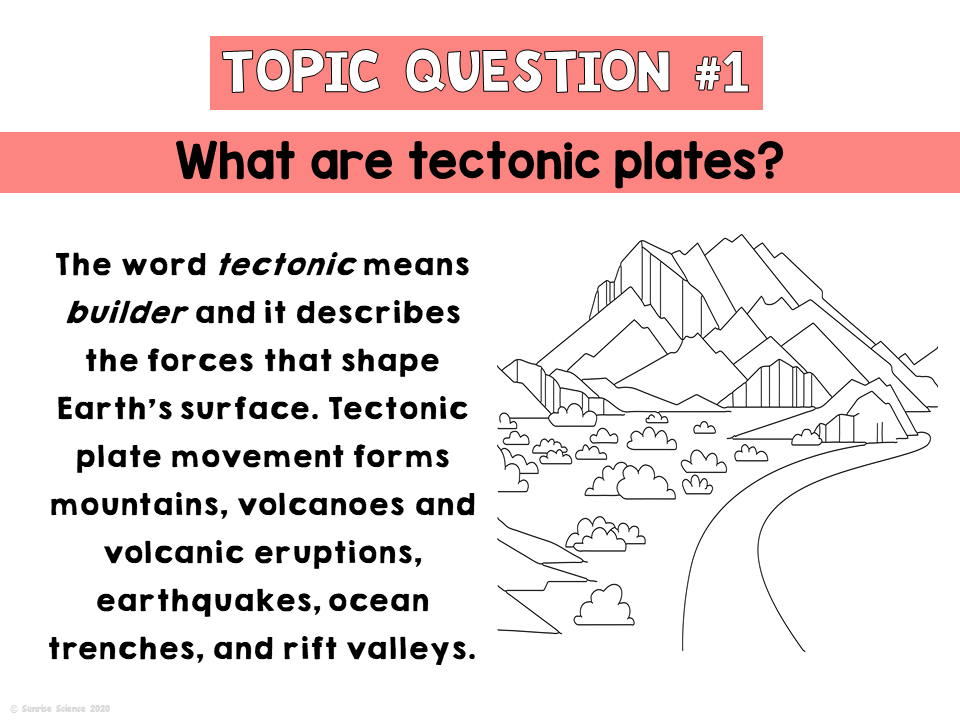 TOPIC QUESTION #1
What are tectonic plates?
The word tectonic means
builder and it describes
the forces that shape
Earth's surface. Tectonic
plate movement forms
mountains, volcanoes and
volcanic eruptions,
earthquakes, ocean
trenches, and rift valleys.
© Sunrise Science 2020